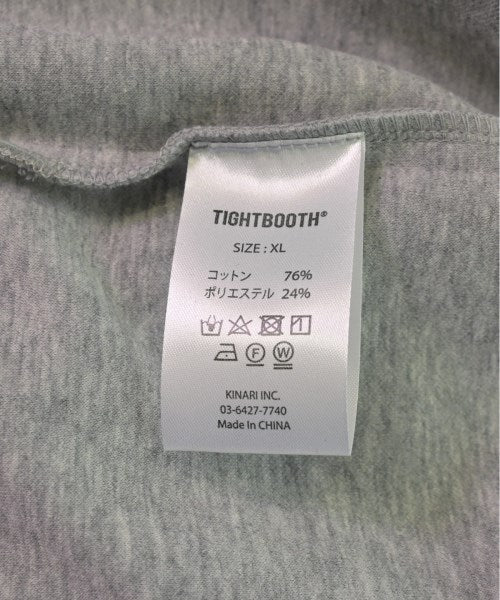 TIGHTBOOTH®
SIZE : XL
コットン 76%
ポリエステル 24%
F W
KINARI INC.
03-6427-7740
Made In CHINA